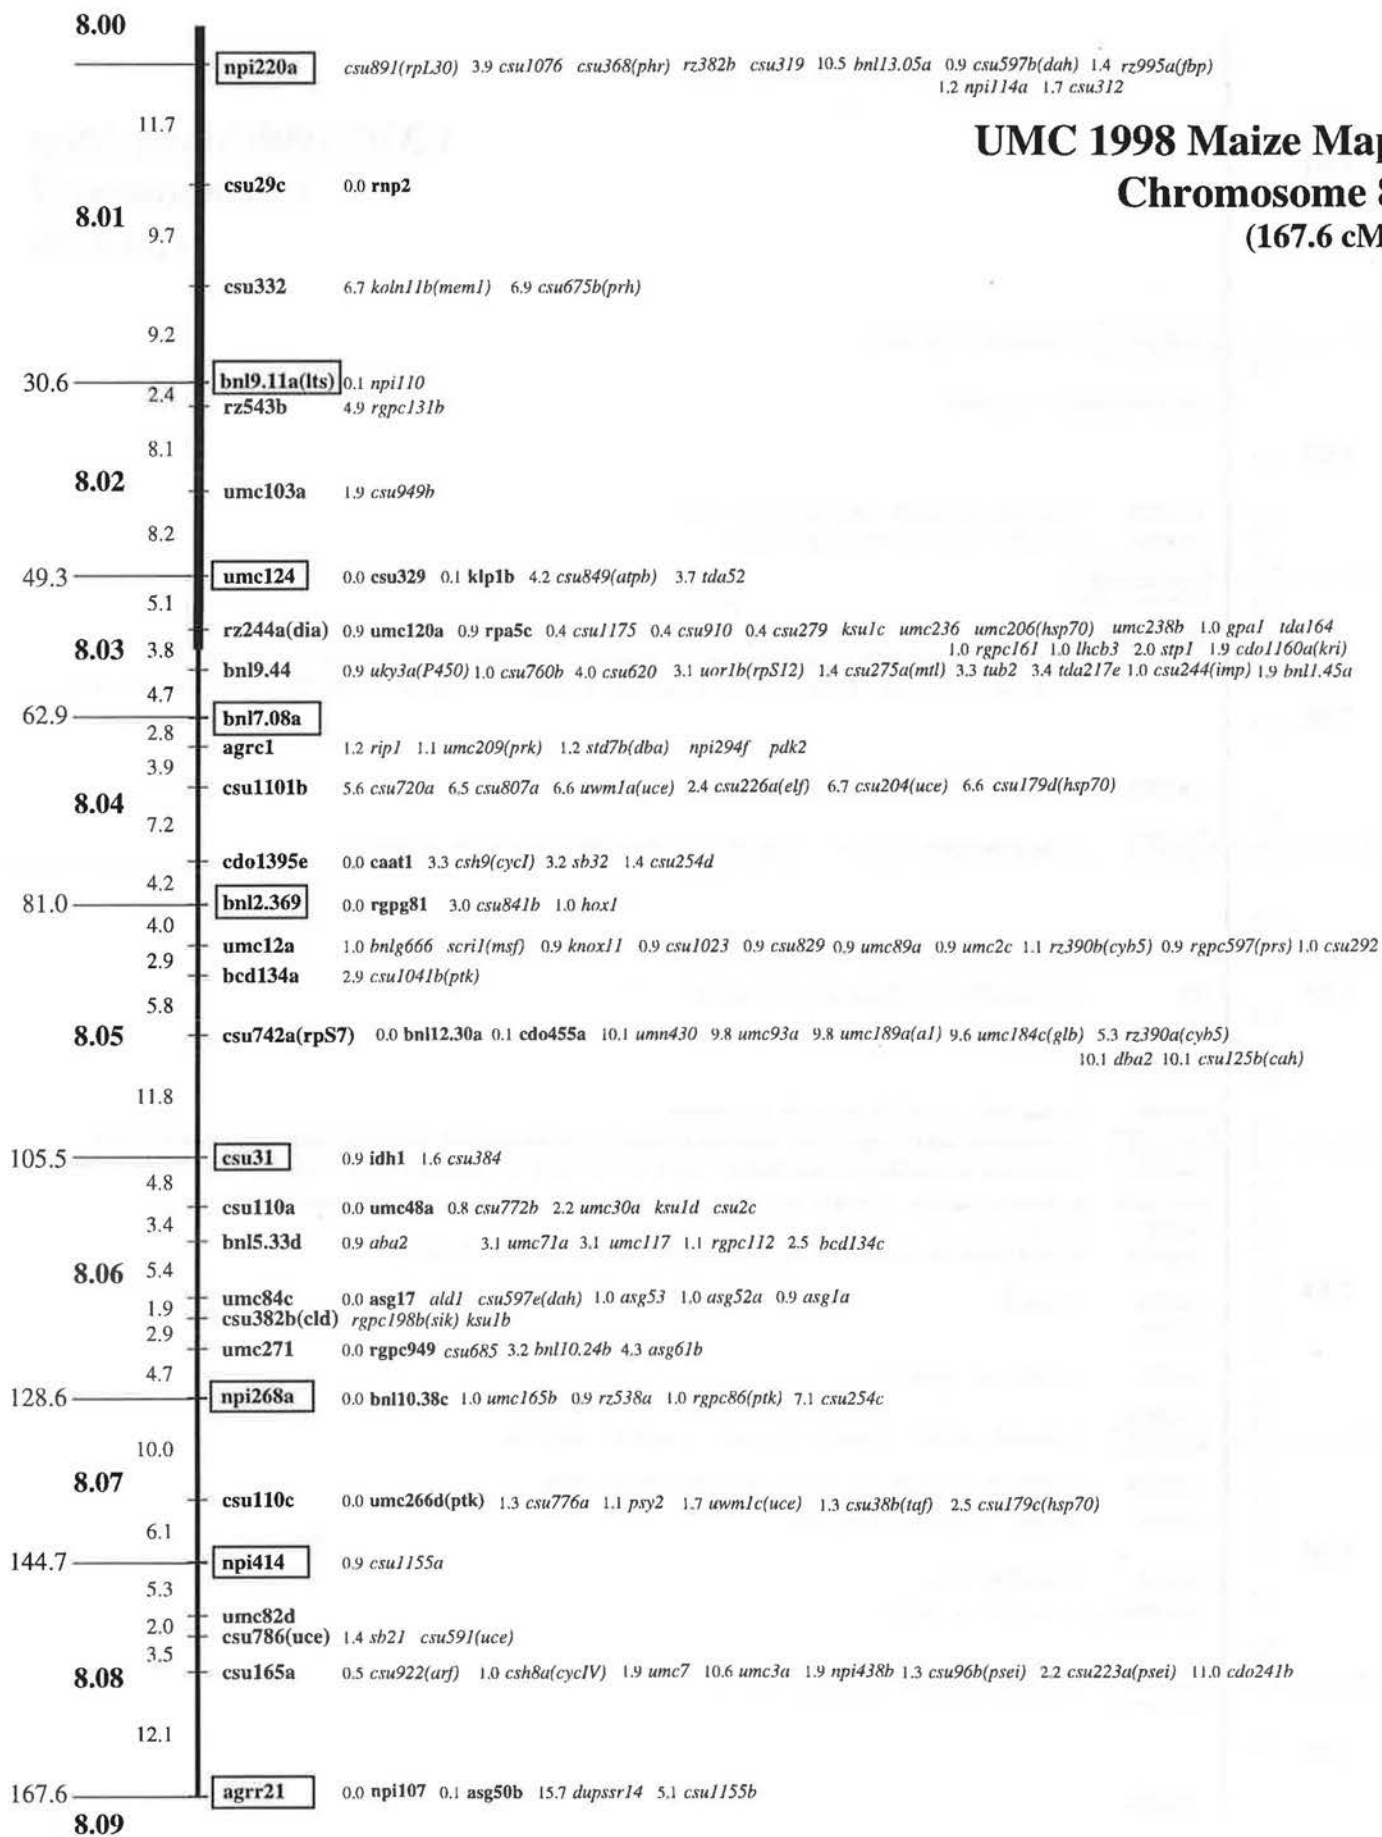 8.00
npi220a csu891(rpL30) 3.9 csu1076 csu368(phr) rz382b csu319 10.5 bnl13.05a 0.9 csu597b(dah) 1.4 rz995a(fbp)
1.2 npi114a 1.7 csu312
11.7
UMC 1998 Maize Map
Chromosome 8
(167.6 cM
csu29c 0.0 rnp2
8.01
9.7
csu332 6.7 koln11b(mem1) 6.9 csu675b(prh)
9.2
30.6 bnl9.11a(lts) 0.1 npi110
2.4
rz543b 4.9 rgpc131b
8.1
8.02
umc103a 1.9 csu949b
8.2
49.3 umc124 0.0 csu329 0.1 klp1b 4.2 csu849(atpb) 3.7 tda52
5.1
rz244a(dia) 0.9 umc120a 0.9 rpa5c 0.4 csu1175 0.4 csu910 0.4 csu279 ksu1c umc236 umc206(hsp70) umc238b 1.0 gpa1 tda164
8.03 3.8 1.0 rgpc161 1.0 lhcb3 2.0 stp1 1.9 cdo1160a(kri)
bnl9.44 0.9 uky3a(P450) 1.0 csu760b 4.0 csu620 3.1 uor1b(rpS12) 1.4 csu275a(mtl) 3.3 tub2 3.4 tda217e 1.0 csu244(imp) 1.9 bnl1.45a
4.7
62.9 bnl7.08a
2.8
agrc1 1.2 rip1 1.1 umc209(prk) 1.2 std7b(dba) npi294f pdk2
3.9
csu1101b 5.6 csu720a 6.5 csu807a 6.6 uwm1a(uce) 2.4 csu226a(elf) 6.7 csu204(uce) 6.6 csu179d(hsp70)
8.04
7.2
cdo1395e 0.0 caat1 3.3 csh9(cycI) 3.2 sb32 1.4 csu254d
4.2
81.0 bnl2.369 0.0 rgpg81 3.0 csu841b 1.0 hox1
4.0
umc12a 1.0 bnlg666 scri1(msf) 0.9 knox11 0.9 csu1023 0.9 csu829 0.9 umc89a 0.9 umc2c 1.1 rz390b(cyb5) 0.9 rgpc597(prs) 1.0 csu292
2.9
bcd134a 2.9 csu1041b(ptk)
5.8
8.05 csu742a(rpS7) 0.0 bnl12.30a 0.1 cdo455a 10.1 umn430 9.8 umc93a 9.8 umc189a(a1) 9.6 umc184c(glb) 5.3 rz390a(cyb5)
10.1 dba2 10.1 csu125b(cah)
11.8
105.5 csu31 0.9 idh1 1.6 csu384
4.8
csu110a 0.0 umc48a 0.8 csu772b 2.2 umc30a ksu1d csu2c
3.4
bnl5.33d 0.9 aba2 3.1 umc71a 3.1 umc117 1.1 rgpc112 2.5 bcd134c
8.06 5.4
umc84c 0.0 asg17 ald1 csu597e(dah) 1.0 asg53 1.0 asg52a 0.9 asg1a
1.9
csu382b(cld) rgpc198b(sik) ksu1b
2.9
umc271 0.0 rgpc949 csu685 3.2 bnl10.24b 4.3 asg61b
4.7
128.6 npi268a 0.0 bnl10.38c 1.0 umc165b 0.9 rz538a 1.0 rgpc86(ptk) 7.1 csu254c
10.0
8.07
csu110c 0.0 umc266d(ptk) 1.3 csu776a 1.1 psy2 1.7 uwm1c(uce) 1.3 csu38b(taf) 2.5 csu179c(hsp70)
6.1
144.7 npi414 0.9 csu1155a
5.3
umc82d
2.0
csu786(uce) 1.4 sb21 csu591(uce)
3.5
8.08 csu165a 0.5 csu922(arf) 1.0 csh8a(cycIV) 1.9 umc7 10.6 umc3a 1.9 npi438b 1.3 csu96b(psei) 2.2 csu223a(psei) 11.0 cdo241b
12.1
167.6 agrr21 0.0 npi107 0.1 asg50b 15.7 dupssr14 5.1 csu1155b
8.09